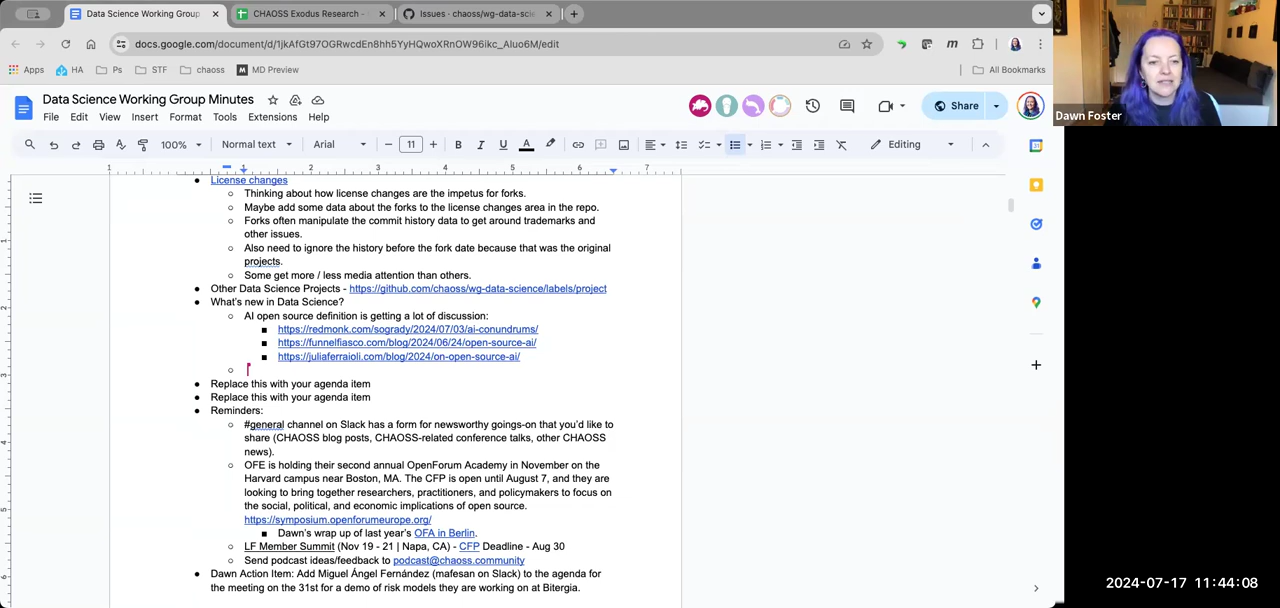 Data Science Working Group
CHAOSS Exodus Research -
Issues · chaoss/wg-data-scie
docs.google.com/document/d/1jkAfGt97OGRwcdEn8hh5YyHQwoXRnOW96ikc_AIuo6M/edit
Apps
HA
Ps
STF
chaoss
MD Preview
All Bookmarks
Data Science Working Group Minutes
File Edit View Insert Format Tools Extensions Help
Share
100%
Normal text
Arial
11
Editing
License changes
Thinking about how license changes are the impetus for forks.
Maybe add some data about the forks to the license changes area in the repo.
Forks often manipulate the commit history data to get around trademarks and
other issues.
Also need to ignore the history before the fork date because that was the original
projects.
Some get more / less media attention than others.
Other Data Science Projects - https://github.com/chaoss/wg-data-science/labels/project
What's new in Data Science?
AI open source definition is getting a lot of discussion:
https://redmonk.com/sogrady/2024/07/03/ai-conundrums/
https://funnelfiasco.com/blog/2024/06/24/open-source-ai/
https://juliaferraioli.com/blog/2024/on-open-source-ai/
Replace this with your agenda item
Replace this with your agenda item
Reminders:
#general channel on Slack has a form for newsworthy goings-on that you'd like to
share (CHAOSS blog posts, CHAOSS-related conference talks, other CHAOSS
news).
OFE is holding their second annual OpenForum Academy in November on the
Harvard campus near Boston, MA. The CFP is open until August 7, and they are
looking to bring together researchers, practitioners, and policymakers to focus on
the social, political, and economic implications of open source.
https://symposium.openforumeurope.org/
Dawn's wrap up of last year's OFA in Berlin.
LF Member Summit (Nov 19 - 21 | Napa, CA) - CFP Deadline - Aug 30
Send podcast ideas/feedback to podcast@chaoss.community
Dawn Action Item: Add Miguel Ángel Fernández (mafesan on Slack) to the agenda for
the meeting on the 31st for a demo of risk models they are working on at Bitergia.
Dawn Foster
2024-07-17 11:44:08